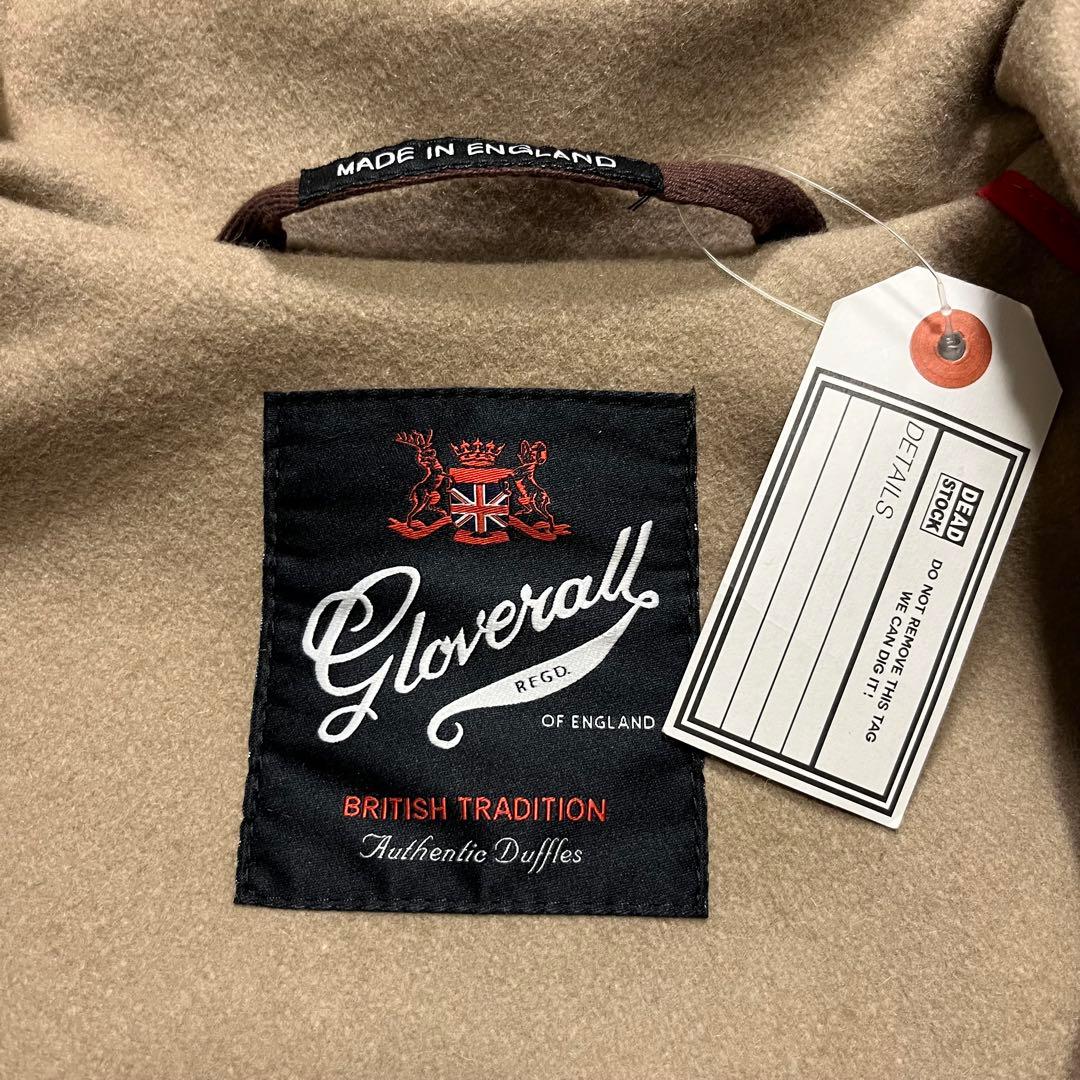 MADE IN ENGLAND
Gloverall
REGD.
OF ENGLAND
BRITISH TRADITION
Authentic Duffles
DEAD
STOCK
DO NOT REMOVE THIS TAG
WE CAN DIG IT!
DETAILS